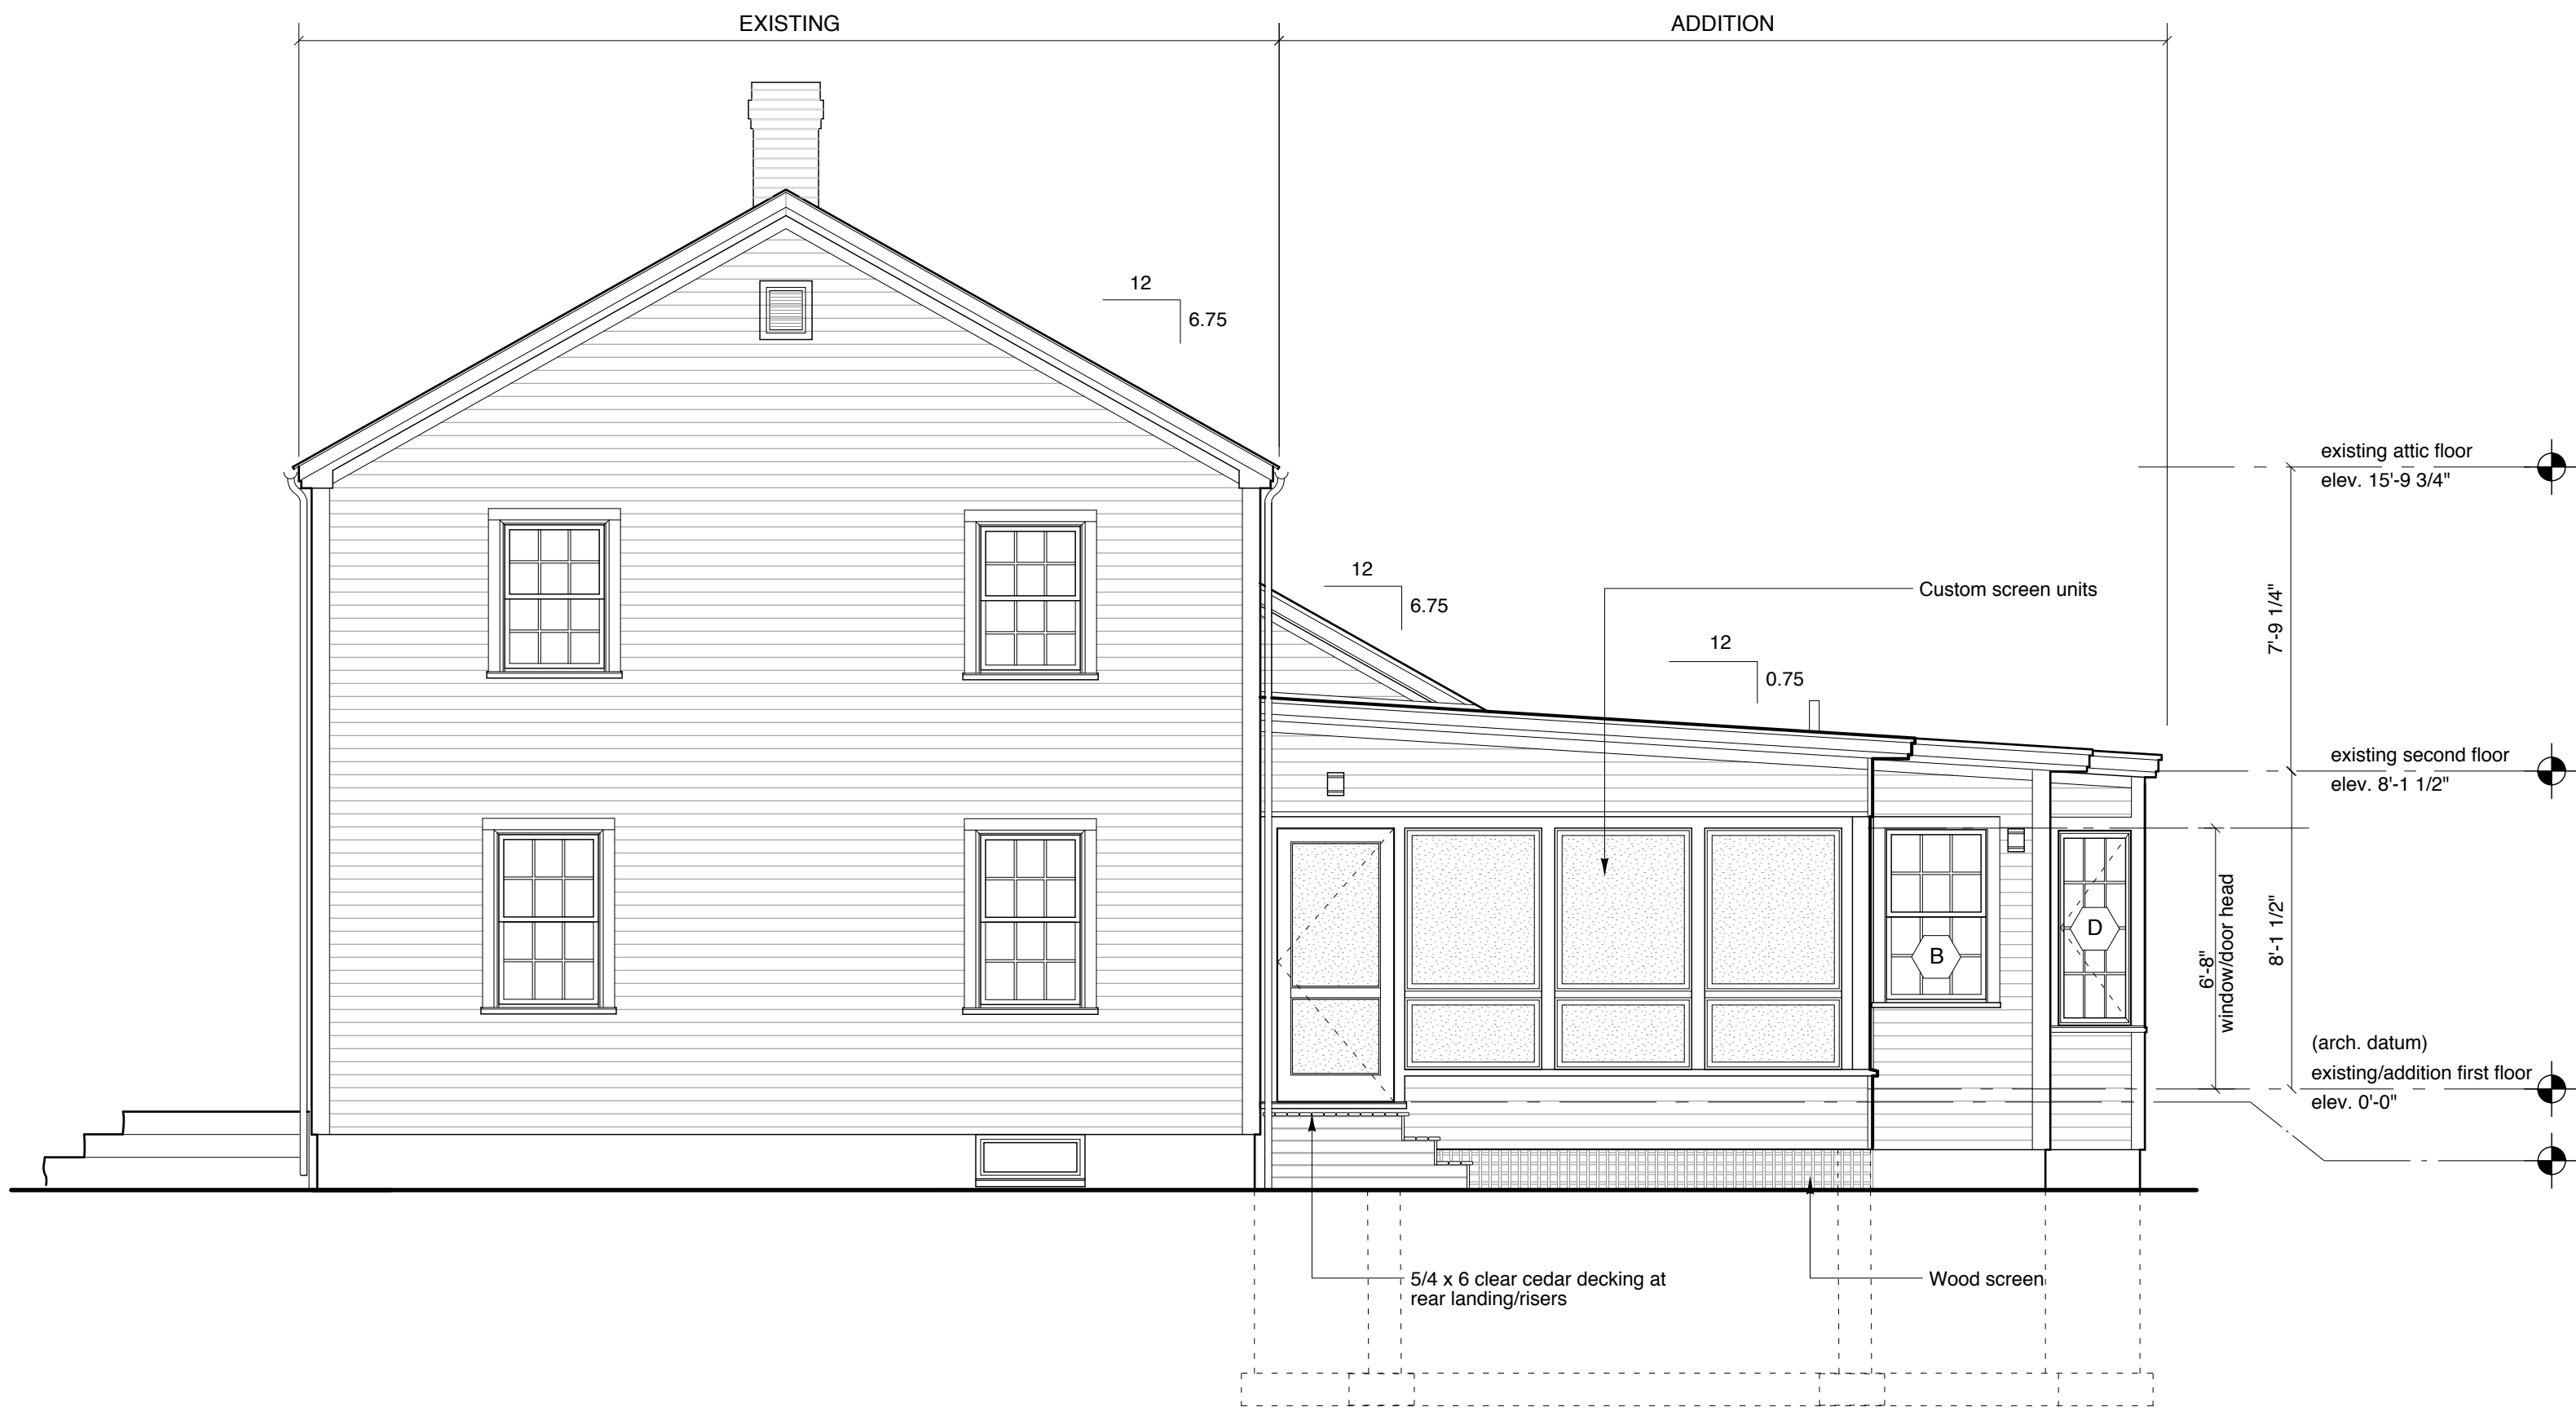 EXISTING
ADDITION
12
6.75
existing attic floor
elev. 15'-9 3/4"
12
6.75
Custom screen units
7'-9 1/4"
12
0.75
existing second floor
elev. 8'-1 1/2"
6'-8"
window/door head
8'-1 1/2"
B
D
(arch. datum)
existing/addition first floor
elev. 0'-0"
5/4 x 6 clear cedar decking at
rear landing/risers
Wood screen